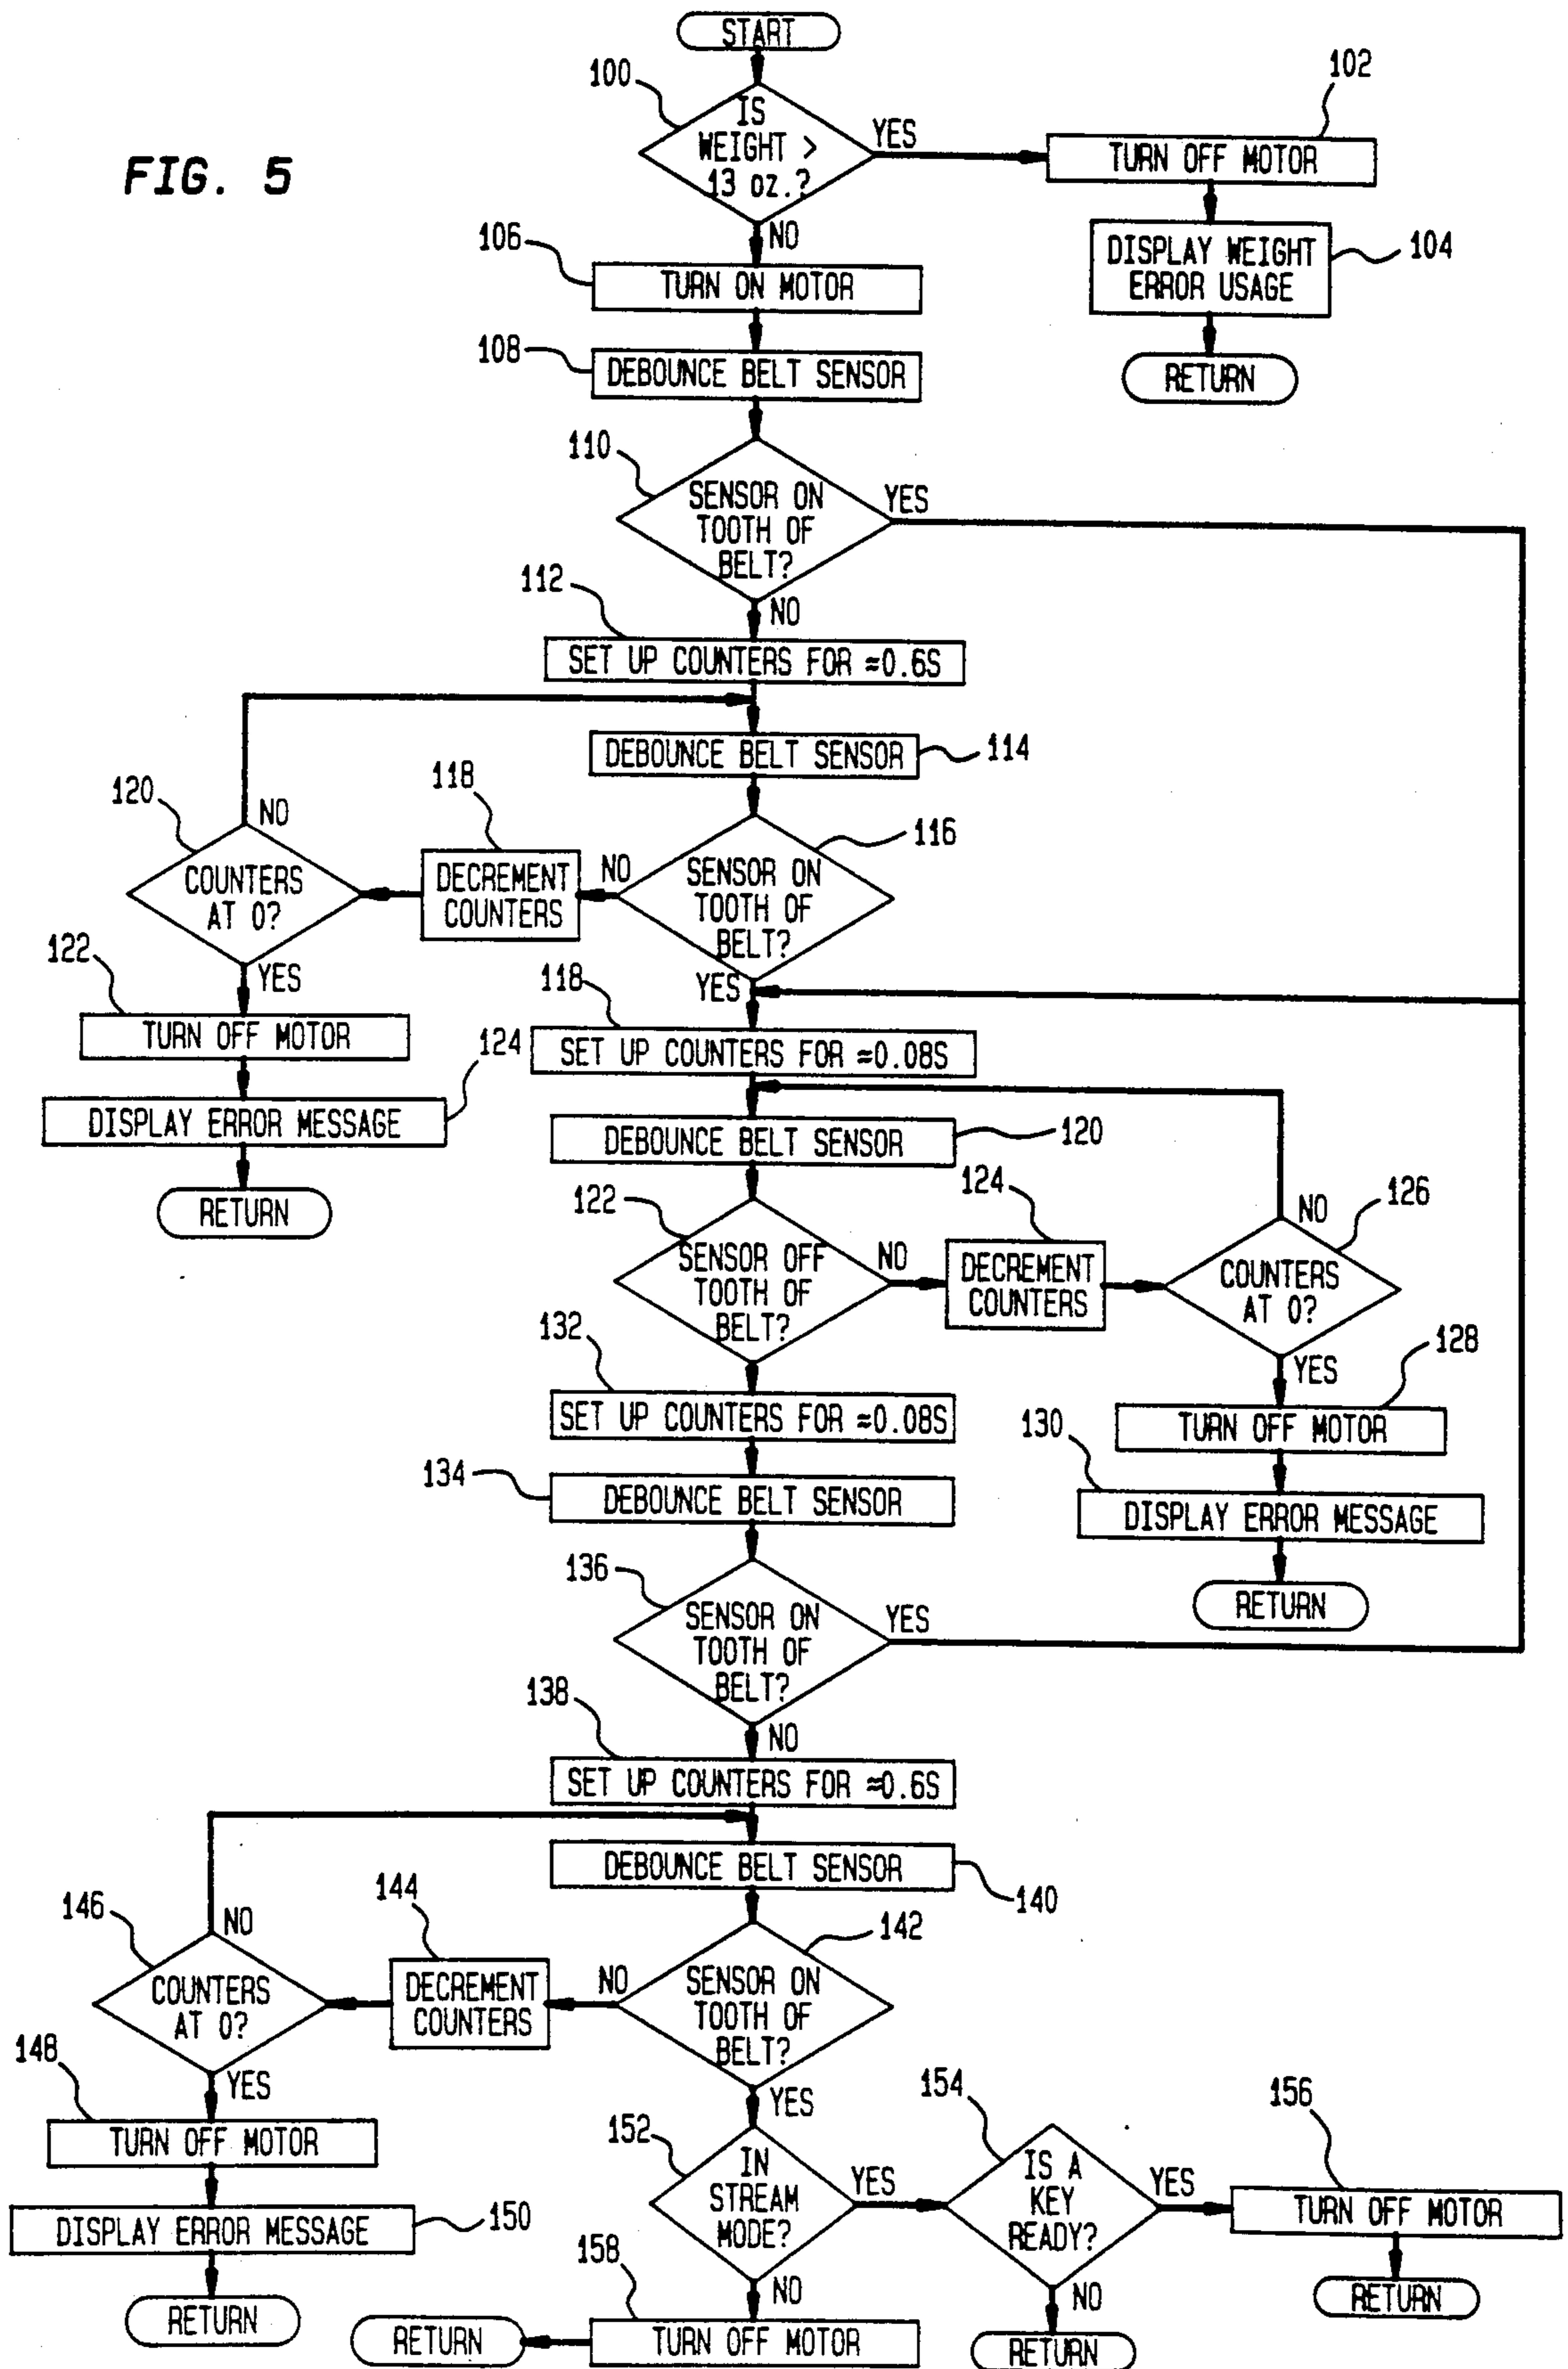 FIG. 5
START
100
IS
WEIGHT >
13 oz.?
YES
102
TURN OFF MOTOR
DISPLAY WEIGHT
ERROR USAGE
104
RETURN
NO
106
TURN ON MOTOR
108
DEBOUNCE BELT SENSOR
110
SENSOR ON
TOOTH OF
BELT?
YES
NO
112
SET UP COUNTERS FOR ≈0.6S
DEBOUNCE BELT SENSOR
114
116
SENSOR ON
TOOTH OF
BELT?
NO
118
DECREMENT
COUNTERS
120
COUNTERS
AT 0?
NO
YES
122
TURN OFF MOTOR
124
DISPLAY ERROR MESSAGE
RETURN
YES
118
SET UP COUNTERS FOR ≈0.08S
DEBOUNCE BELT SENSOR
120
122
SENSOR OFF
TOOTH OF
BELT?
NO
124
DECREMENT
COUNTERS
126
COUNTERS
AT 0?
NO
YES
128
TURN OFF MOTOR
130
DISPLAY ERROR MESSAGE
RETURN
132
SET UP COUNTERS FOR ≈0.08S
134
DEBOUNCE BELT SENSOR
136
SENSOR ON
TOOTH OF
BELT?
YES
NO
138
SET UP COUNTERS FOR ≈0.6S
DEBOUNCE BELT SENSOR
140
142
SENSOR ON
TOOTH OF
BELT?
NO
144
DECREMENT
COUNTERS
146
COUNTERS
AT 0?
NO
YES
148
TURN OFF MOTOR
DISPLAY ERROR MESSAGE
150
RETURN
YES
152
IN
STREAM
MODE?
YES
154
IS A
KEY
READY?
YES
156
TURN OFF MOTOR
RETURN
NO
RETURN
NO
158
TURN OFF MOTOR
RETURN